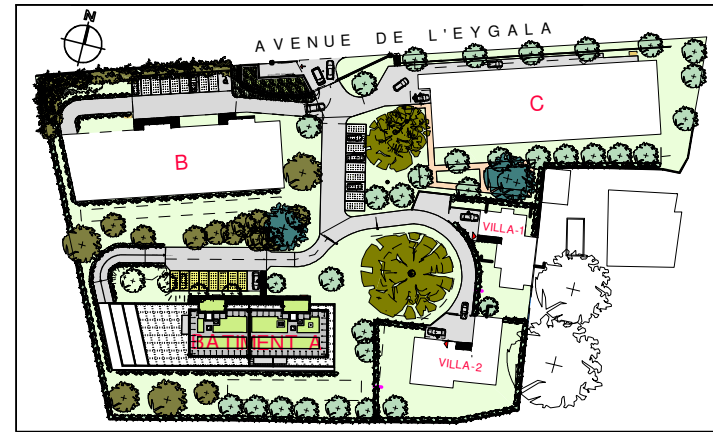 N
AVENUE DE L'EYGALA
C
B
VILLA-1
BATIMENT A
VILLA-2